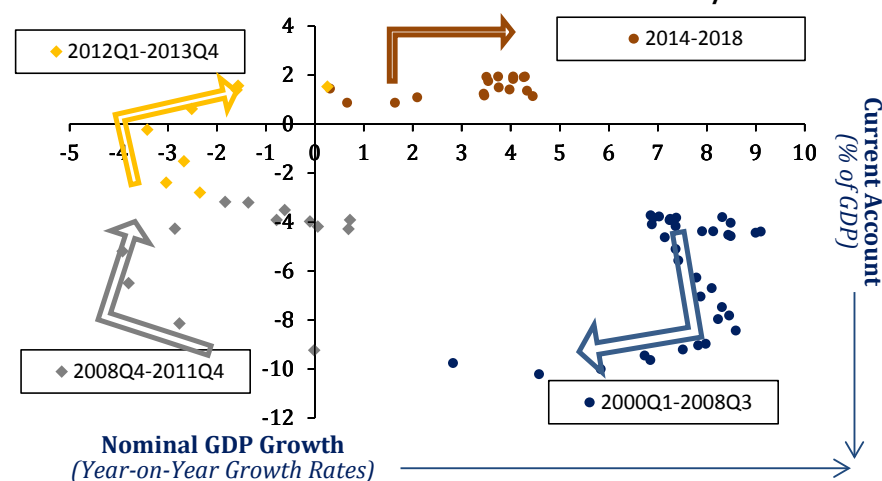 4
2012Q1-2013Q4
2014-2018
2
0
-5 -4 -3 -2 -1 0 1 2 3 4 5 6 7 8 9 10
-2
-4
-6
-8
-10
-12
2008Q4-2011Q4
2000Q1-2008Q3
Current Account
(% of GDP)
Nominal GDP Growth
(Year-on-Year Growth Rates)